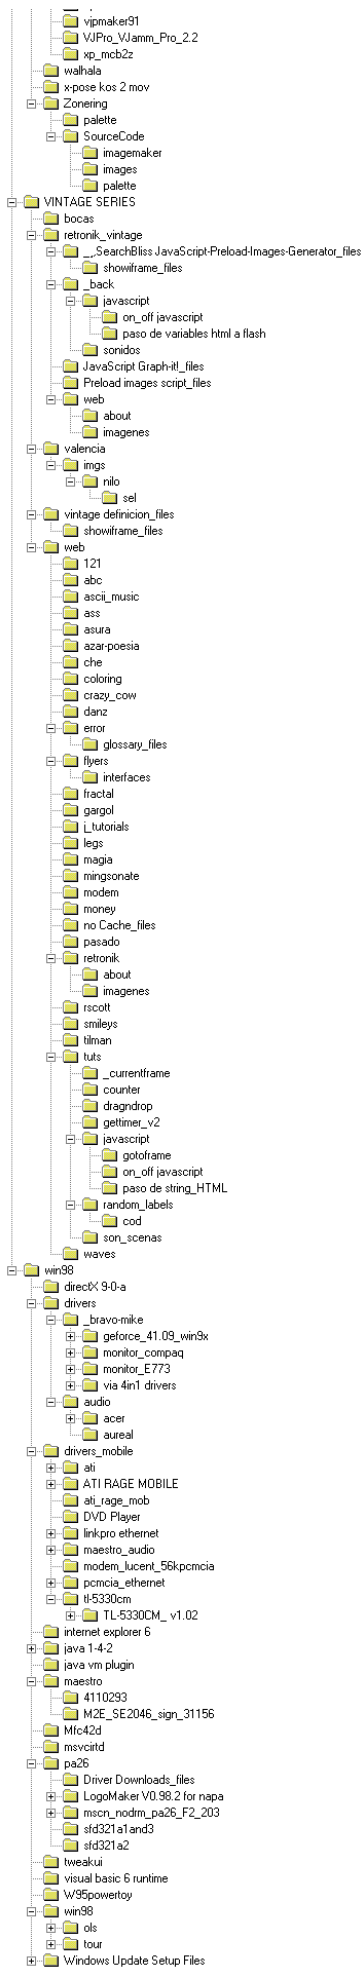 vjpmaker91
VJPro_VJamm_Pro_2.2
xp_mcb2z
walhala
x-pose kos 2 mov
Zonering
palette
SourceCode
imagemaker
images
palette
VINTAGE SERIES
bocas
retronik_vintage
_,,SearchBliss JavaScript-Preload-Images-Generator_files
showiframe_files
_back
javascript
on_off javascript
paso de variables html a flash
sonidos
JavaScript Graph-it!_files
Preload images script_files
web
about
imagenes
valencia
imgs
nilo
sel
vintage definicion_files
showiframe_files
web
121
abc
ascii_music
ass
asura
azar-poesia
che
coloring
crazy_cow
danz
error
glossary_files
flyers
interfaces
fractal
gargol
j_tutorials
legs
magia
mingsonate
modem
money
no Cache_files
pasado
retronik
about
imagenes
rscott
smileys
tilman
tuts
_currentframe
counter
dragndrop
gettimer_v2
javascript
gotoframe
on_off javascript
paso de string_HTML
random_labels
cod
son_scenas
waves
win98
directX 9-0-a
drivers
_bravo-mike
geforce_41.09_win9x
monitor_compaq
monitor_E773
via 4in1 drivers
audio
acer
aureal
drivers_mobile
ati
ATI RAGE MOBILE
ati_rage_mob
DVD Player
linkpro ethernet
maestro_audio
modem_lucent_56kpcmcia
pcmcia_ethernet
tl-5330cm
TL-5330CM_ v1.02
internet explorer 6
java 1-4-2
java vm plugin
maestro
4110293
M2E_SE2046_sign_31156
Mfc42d
msvcirtd
pa26
Driver Downloads_files
LogoMaker V0.98.2 for napa
mscn_nodrm_pa26_F2_203
sfd321a1and3
sfd321a2
tweakui
visual basic 6 runtime
W95powertoy
win98
ols
tour
Windows Update Setup Files